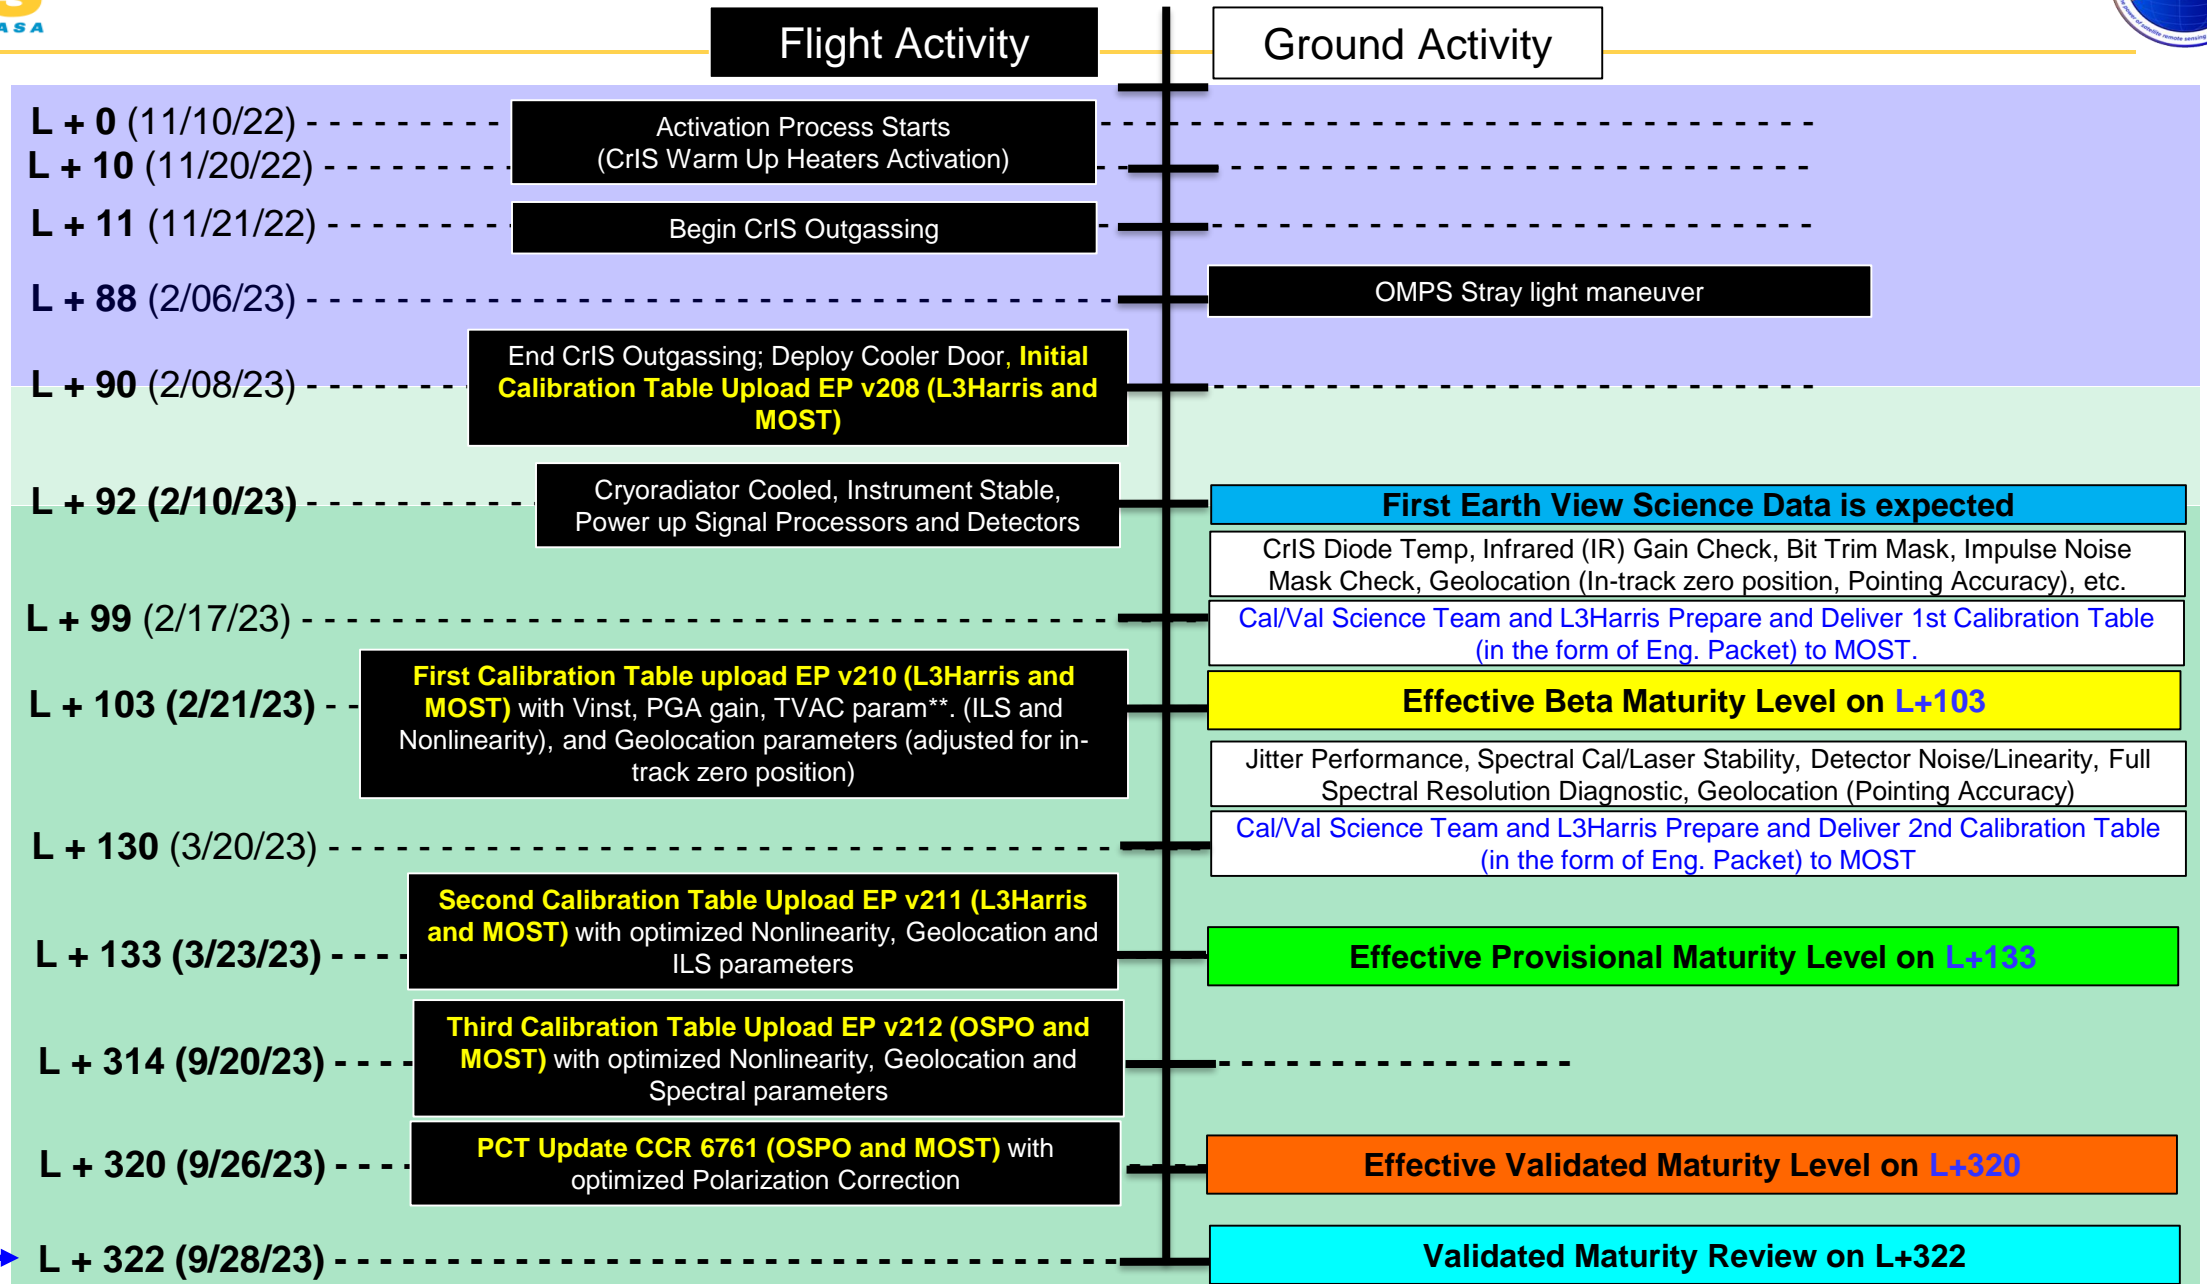 ASA
the power of satellite remote sensing
Flight Activity
Ground Activity
L + 0 (11/10/22)
Activation Process Starts
(CrIS Warm Up Heaters Activation)
L + 10 (11/20/22)
L + 11 (11/21/22)
Begin CrIS Outgassing
L + 88 (2/06/23)
OMPS Stray light maneuver
L + 90 (2/08/23)
End CrIS Outgassing; Deploy Cooler Door, Initial
Calibration Table Upload EP v208 (L3Harris and
MOST)
L + 92 (2/10/23)
Cryoradiator Cooled, Instrument Stable,
Power up Signal Processors and Detectors
First Earth View Science Data is expected
CrIS Diode Temp, Infrared (IR) Gain Check, Bit Trim Mask, Impulse Noise
Mask Check, Geolocation (In-track zero position, Pointing Accuracy), etc.
L + 99 (2/17/23)
Cal/Val Science Team and L3Harris Prepare and Deliver 1st Calibration Table
(in the form of Eng. Packet) to MOST.
L + 103 (2/21/23)
First Calibration Table upload EP v210 (L3Harris and
MOST) with Vinst, PGA gain, TVAC param**. (ILS and
Nonlinearity), and Geolocation parameters (adjusted for in-
track zero position)
Effective Beta Maturity Level on L+103
Jitter Performance, Spectral Cal/Laser Stability, Detector Noise/Linearity, Full
Spectral Resolution Diagnostic, Geolocation (Pointing Accuracy)
L + 130 (3/20/23)
Cal/Val Science Team and L3Harris Prepare and Deliver 2nd Calibration Table
(in the form of Eng. Packet) to MOST
L + 133 (3/23/23)
Second Calibration Table Upload EP v211 (L3Harris
and MOST) with optimized Nonlinearity, Geolocation and
ILS parameters
Effective Provisional Maturity Level on L+133
L + 314 (9/20/23)
Third Calibration Table Upload EP v212 (OSPO and
MOST) with optimized Nonlinearity, Geolocation and
Spectral parameters
L + 320 (9/26/23)
PCT Update CCR 6761 (OSPO and MOST) with
optimized Polarization Correction
Effective Validated Maturity Level on L+320
L + 322 (9/28/23)
Validated Maturity Review on L+322